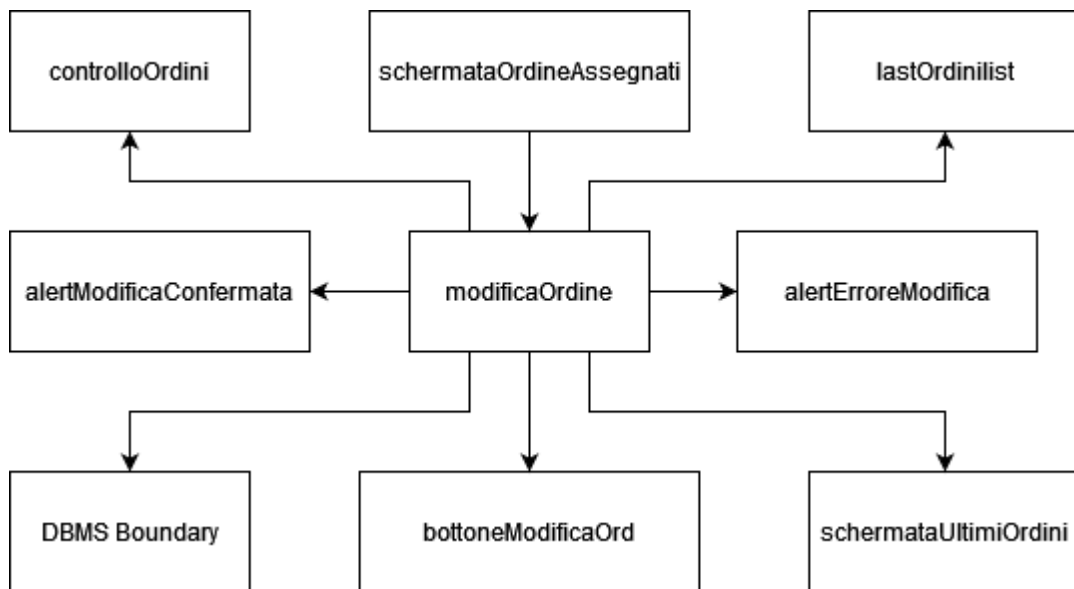 controlloOrdini
schermataOrdineAssegnati
lastOrdinilist
alertModificaConfermata
modificaOrdine
alertErroreModifica
DBMS Boundary
bottoneModificaOrd
schermataUltimiOrdini